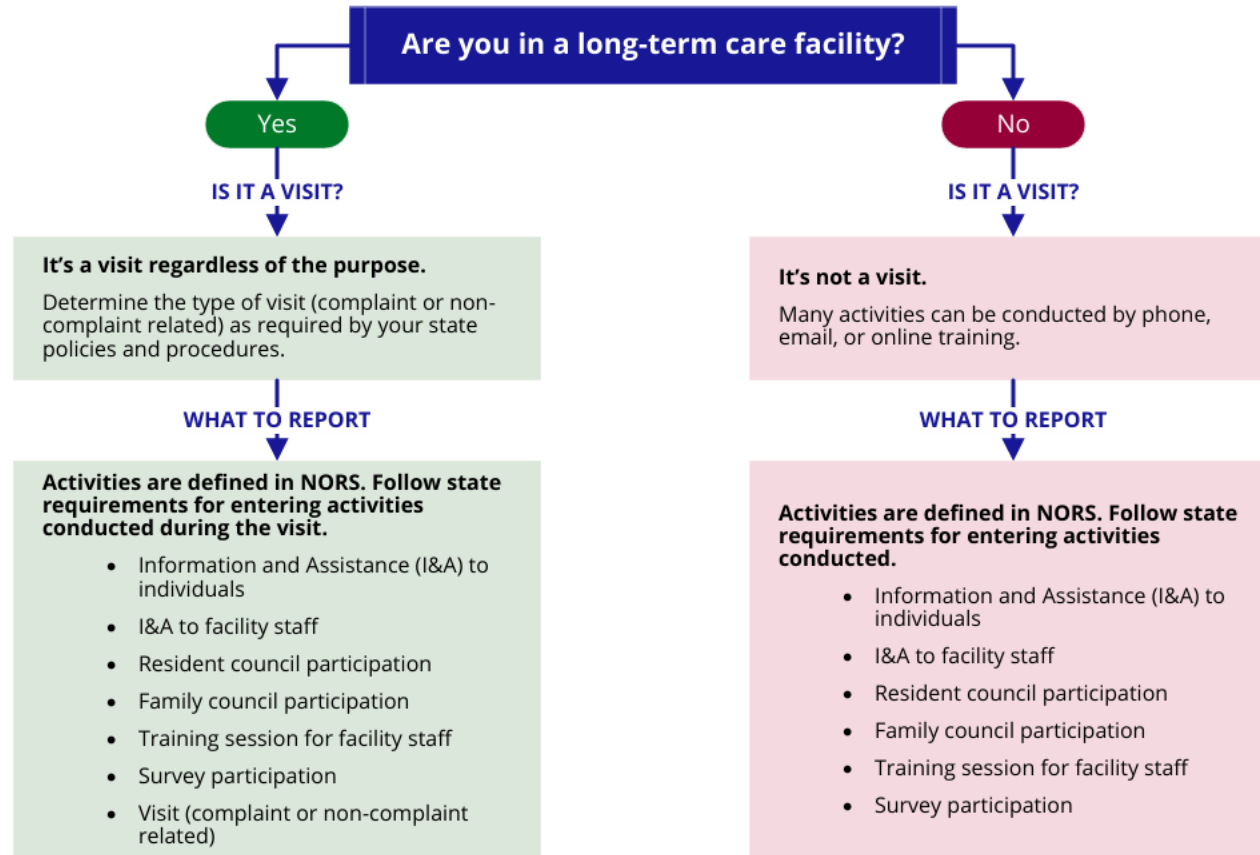 Are you in a long-term care facility?
Yes
IS IT A VISIT?
It's a visit regardless of the purpose.
Determine the type of visit (complaint or non-
complaint related) as required by your state
policies and procedures.
WHAT TO REPORT
Activities are defined in NORS. Follow state
requirements for entering activities
conducted during the visit.
• Information and Assistance (I&A) to
individuals
• I&A to facility staff
• Resident council participation
• Family council participation
• Training session for facility staff
• Survey participation
• Visit (complaint or non-complaint
related)
No
IS IT A VISIT?
It's not a visit.
Many activities can be conducted by phone,
email, or online training.
WHAT TO REPORT
Activities are defined in NORS. Follow state
requirements for entering activities
conducted.
• Information and Assistance (I&A) to
individuals
• I&A to facility staff
• Resident council participation
• Family council participation
• Training session for facility staff
• Survey participation